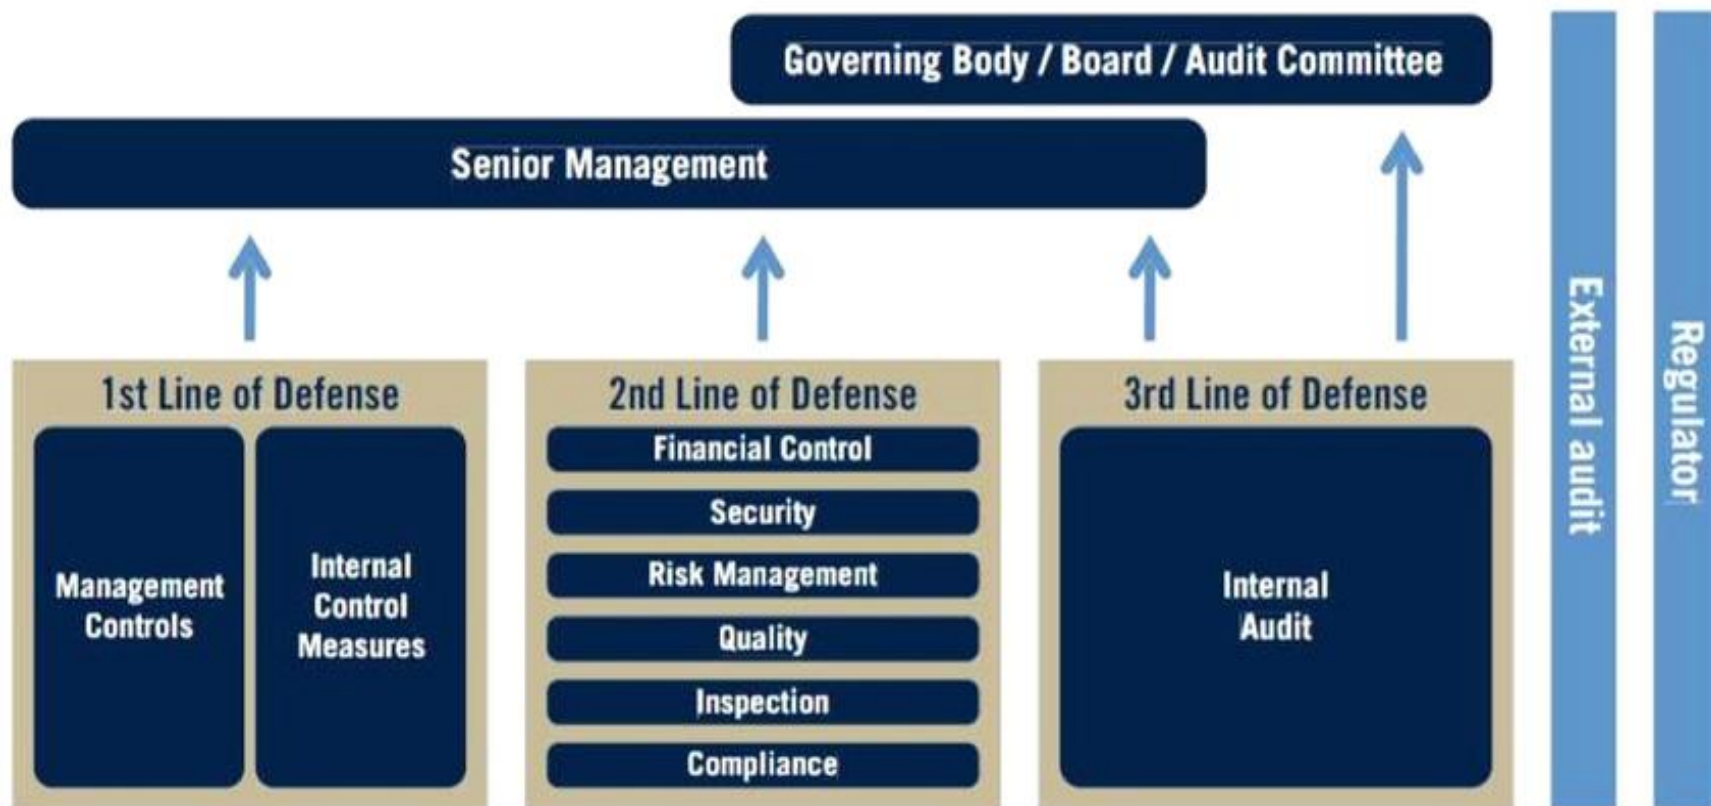 Governing Body / Board / Audit Committee
Senior Management
1st Line of Defense
Management
Controls
Internal
Control
Measures
2nd Line of Defense
Financial Control
Security
Risk Management
Quality
Inspection
Compliance
3rd Line of Defense
Internal
Audit
External audit
Regulator